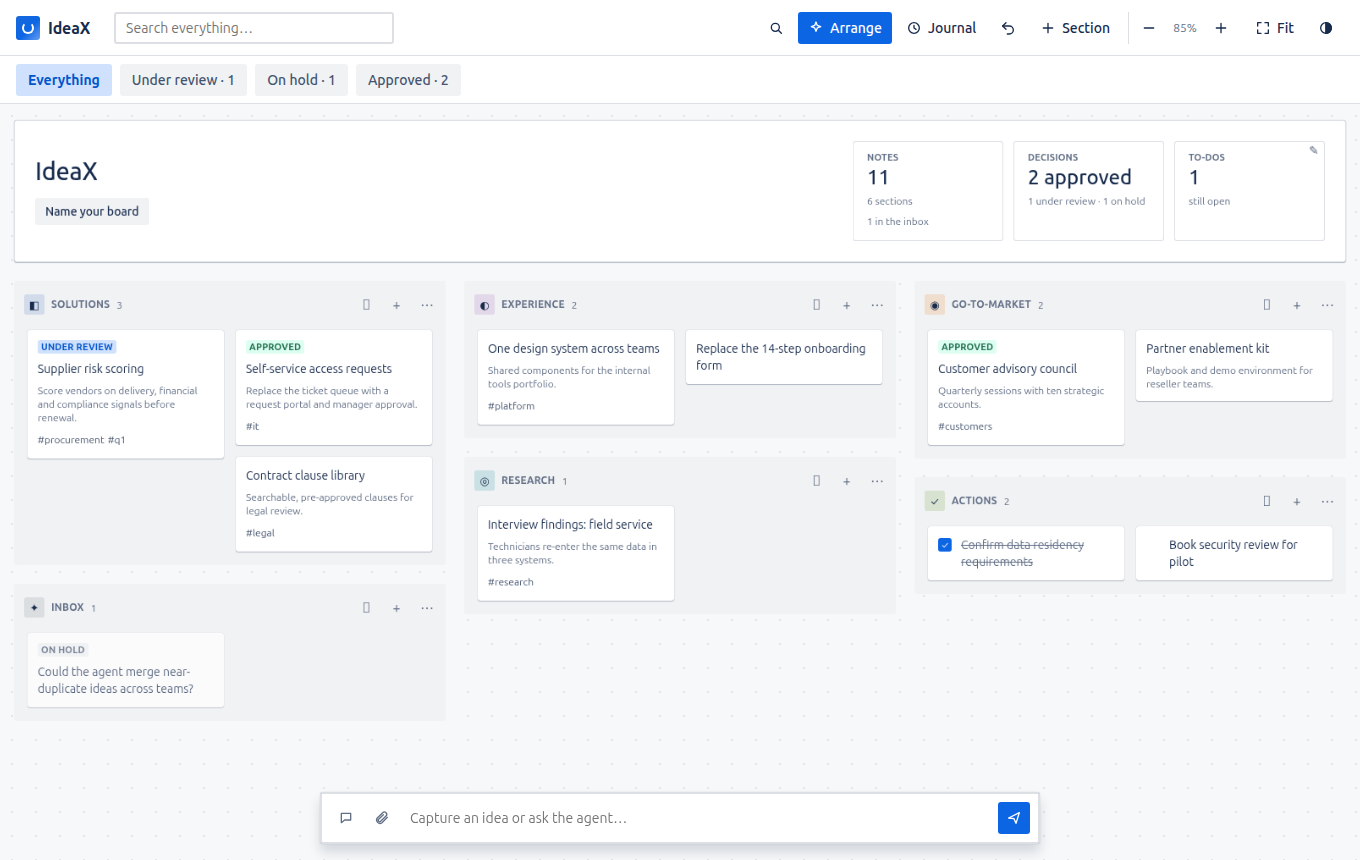 IdeaX
Search everything…
Arrange
Journal
Section
85%
Fit
Everything
Under review · 1
On hold · 1
Approved · 2
IdeaX
Name your board
NOTES
11
6 sections
1 in the inbox
DECISIONS
2 approved
1 under review · 1 on hold
TO-DOS
1
still open
SOLUTIONS 3
UNDER REVIEW
Supplier risk scoring
Score vendors on delivery, financial
and compliance signals before
renewal.
#procurement #q1
APPROVED
Self-service access requests
Replace the ticket queue with a
request portal and manager approval.
#it
Contract clause library
Searchable, pre-approved clauses for
legal review.
#legal
INBOX 1
ON HOLD
Could the agent merge near-
duplicate ideas across teams?
EXPERIENCE 2
One design system across teams
Shared components for the internal
tools portfolio.
#platform
Replace the 14-step onboarding
form
RESEARCH 1
Interview findings: field service
Technicians re-enter the same data in
three systems.
#research
GO-TO-MARKET 2
APPROVED
Customer advisory council
Quarterly sessions with ten strategic
accounts.
#customers
Partner enablement kit
Playbook and demo environment for
reseller teams.
ACTIONS 2
Confirm data residency
requirements
Book security review for
pilot
Capture an idea or ask the agent…